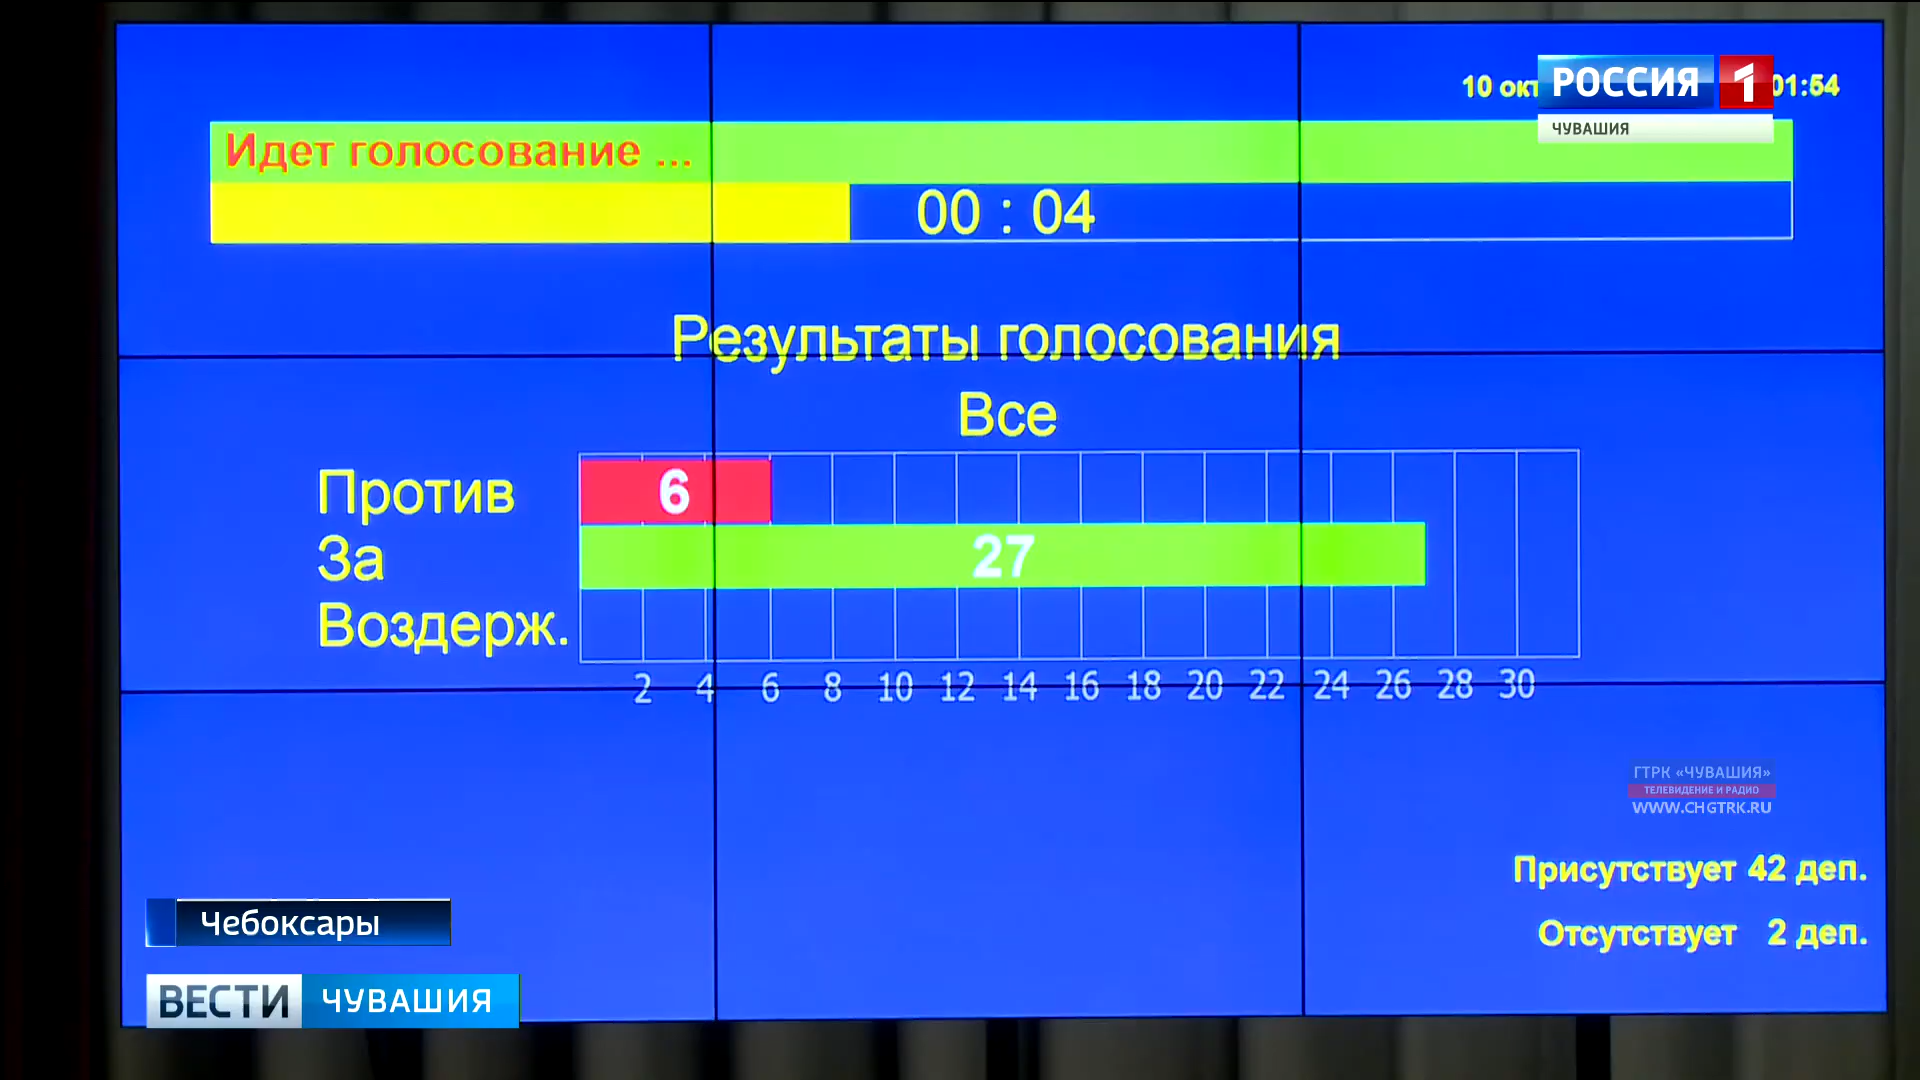 10 окт
01:54
РОССИЯ 1
ЧУВАШИЯ
Идет голосование ...
00 : 04
Результаты голосования
Все
Против 6
За 27
Воздерж.
2 4 6 8 10 12 14 16 18 20 22 24 26 28 30
ГТРК «ЧУВАШИЯ»
ТЕЛЕВИДЕНИЕ И РАДИО
WWW.CHGTRK.RU
Присутствует 42 деп.
Отсутствует 2 деп.
Чебоксары
ВЕСТИ ЧУВАШИЯ